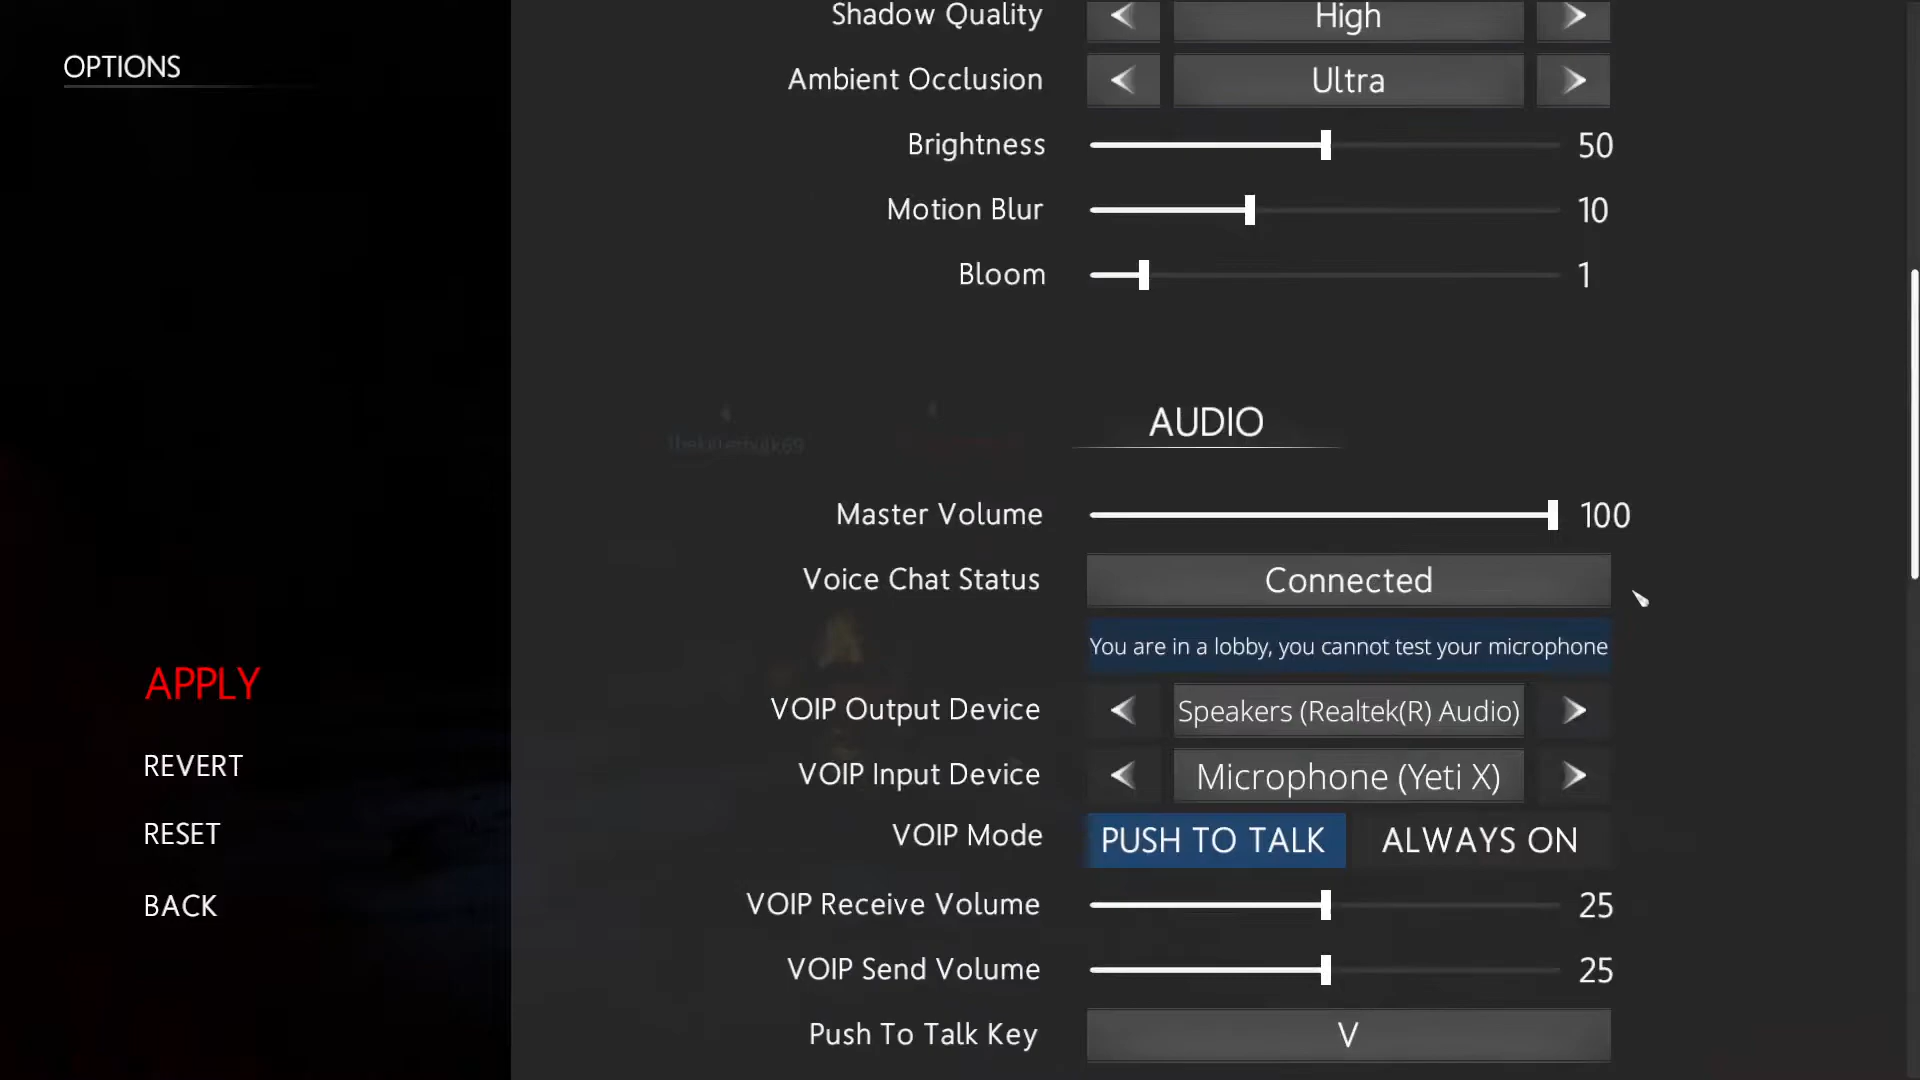 OPTIONS
Shadow Quality High
Ambient Occlusion Ultra
Brightness 50
Motion Blur 10
Bloom 1
AUDIO
Master Volume 100
Voice Chat Status Connected
You are in a lobby, you cannot test your microphone
VOIP Output Device Speakers (Realtek(R) Audio)
VOIP Input Device Microphone (Yeti X)
VOIP Mode PUSH TO TALK ALWAYS ON
VOIP Receive Volume 25
VOIP Send Volume 25
Push To Talk Key V
APPLY
REVERT
RESET
BACK